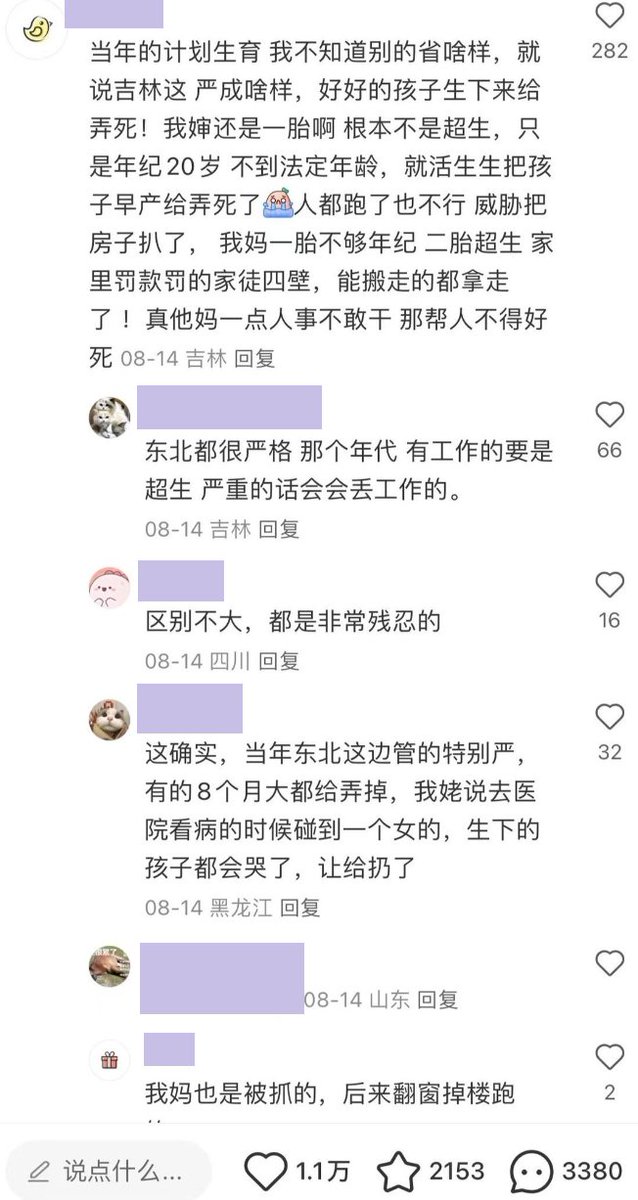 282
当年的计划生育 我不知道别的省啥样，就
说吉林这 严成啥样，好好的孩子生下来给
弄死！我婶还是一胎啊 根本不是超生，只
是年纪20岁 不到法定年龄，就活生生把孩
子早产给弄死了 人都跑了也不行 威胁把
房子扒了， 我妈一胎不够年纪 二胎超生 家
里罚款罚的家徒四壁，能搬走的都拿走
了 ！真他妈一点人事不敢干 那帮人不得好
死 08-14 吉林 回复
66
东北都很严格 那个年代 有工作的要是
超生 严重的话会会丢工作的。
08-14 吉林 回复
16
区别不大，都是非常残忍的
08-14 四川 回复
32
这确实，当年东北这边管的特别严，
有的8个月大都给弄掉，我姥说去医
院看病的时候碰到一个女的，生下的
孩子都会哭了，让给扔了
08-14 黑龙江 回复
08-14 山东 回复
2
我妈也是被抓的，后来翻窗掉楼跑
说点什么...
1.1万
2153
3380